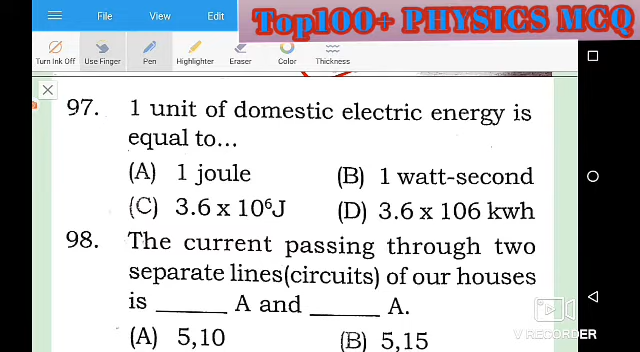 File View Edit
Top100+ PHYSICS MCQ
Turn Ink Off Use Finger Pen Highlighter Eraser Color Thickness
97. 1 unit of domestic electric energy is
equal to...
(A) 1 joule (B) 1 watt-second
(C) 3.6 x 10⁶J (D) 3.6 x 106 kwh
98. The current passing through two
separate lines(circuits) of our houses
is ______ A and ______ A.
(A) 5,10 (B) 5,15
V RECORDER